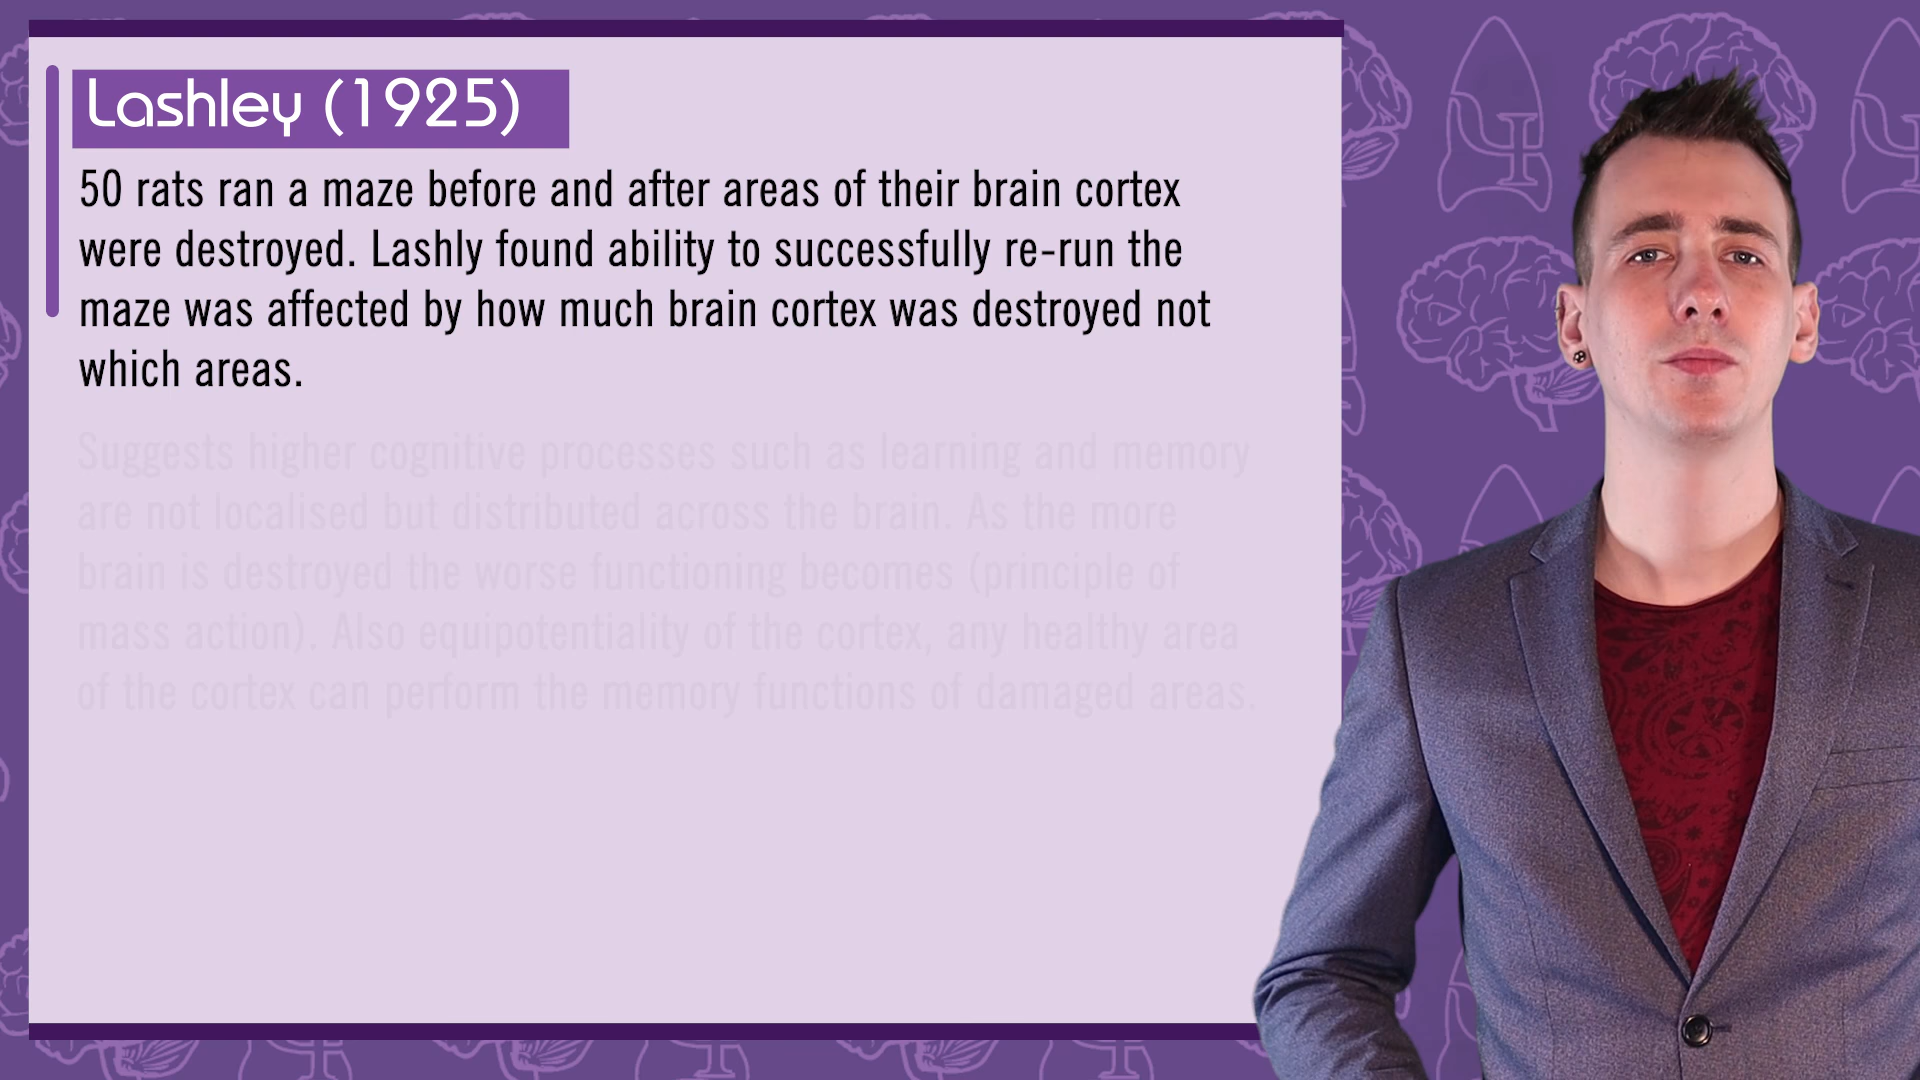 Lashley (1925)
50 rats ran a maze before and after areas of their brain cortex
were destroyed. Lashly found ability to successfully re-run the
maze was affected by how much brain cortex was destroyed not
which areas.
Suggests higher cognitive processes such as learning and memory
are not localised but distributed across the brain. As the more
brain is destroyed the worse functioning becomes (principle of
mass action). Also equipotentiality of the cortex, any healthy area
of the cortex can perform the memory functions of damaged areas.